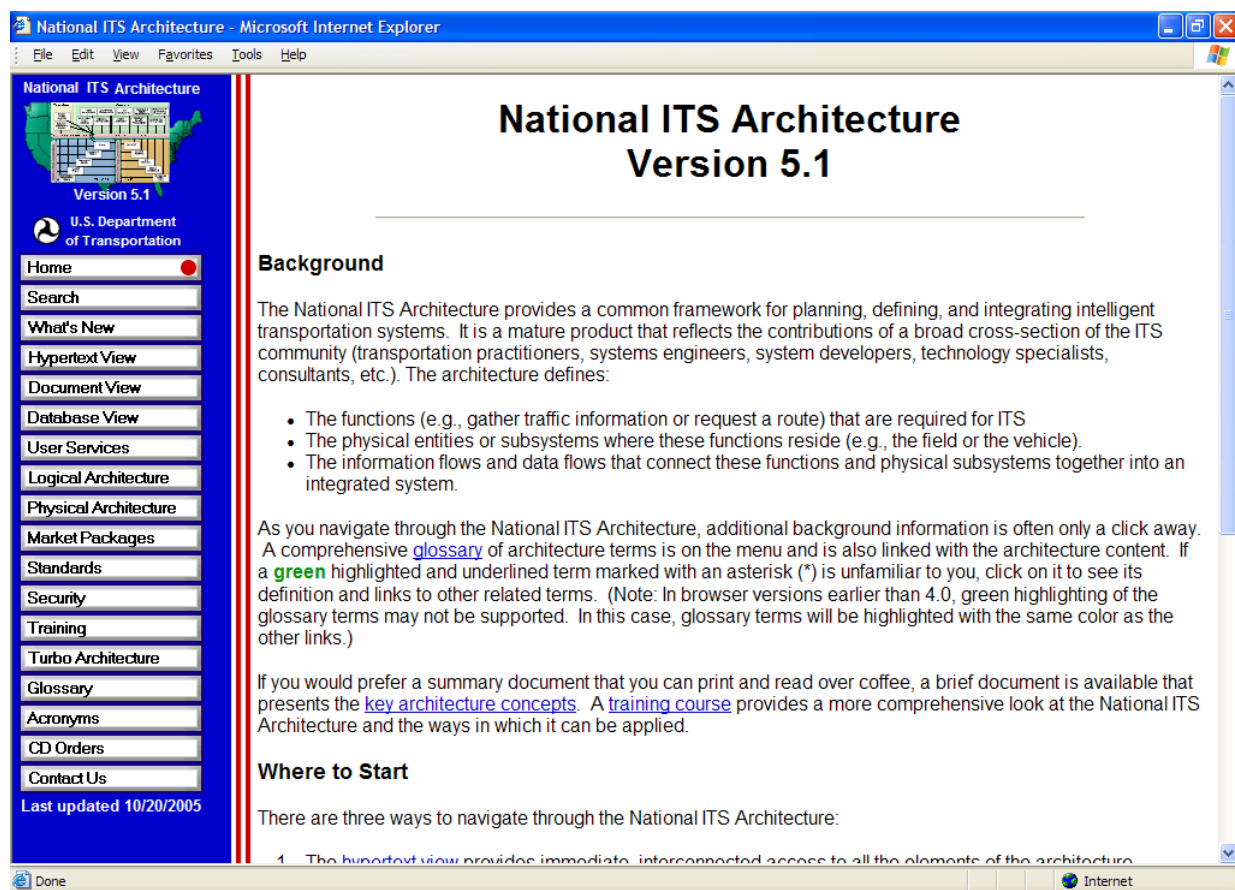 National ITS Architecture - Microsoft Internet Explorer
File Edit View Favorites Tools Help
National ITS Architecture
Version 5.1
U.S. Department
of Transportation
Home
Search
What's New
Hypertext View
Document View
Database View
User Services
Logical Architecture
Physical Architecture
Market Packages
Standards
Security
Training
Turbo Architecture
Glossary
Acronyms
CD Orders
Contact Us
Last updated 10/20/2005
National ITS Architecture
Version 5.1
Background
The National ITS Architecture provides a common framework for planning, defining, and integrating intelligent
transportation systems. It is a mature product that reflects the contributions of a broad cross-section of the ITS
community (transportation practitioners, systems engineers, system developers, technology specialists,
consultants, etc.). The architecture defines:
• The functions (e.g., gather traffic information or request a route) that are required for ITS
• The physical entities or subsystems where these functions reside (e.g., the field or the vehicle).
• The information flows and data flows that connect these functions and physical subsystems together into an
integrated system.
As you navigate through the National ITS Architecture, additional background information is often only a click away.
A comprehensive glossary of architecture terms is on the menu and is also linked with the architecture content. If
a green highlighted and underlined term marked with an asterisk (*) is unfamiliar to you, click on it to see its
definition and links to other related terms. (Note: In browser versions earlier than 4.0, green highlighting of the
glossary terms may not be supported. In this case, glossary terms will be highlighted with the same color as the
other links.)
If you would prefer a summary document that you can print and read over coffee, a brief document is available that
presents the key architecture concepts. A training course provides a more comprehensive look at the National ITS
Architecture and the ways in which it can be applied.
Where to Start
There are three ways to navigate through the National ITS Architecture:
1. The hypertext view provides immediate, interconnected access to all the elements of the architecture
Done
Internet